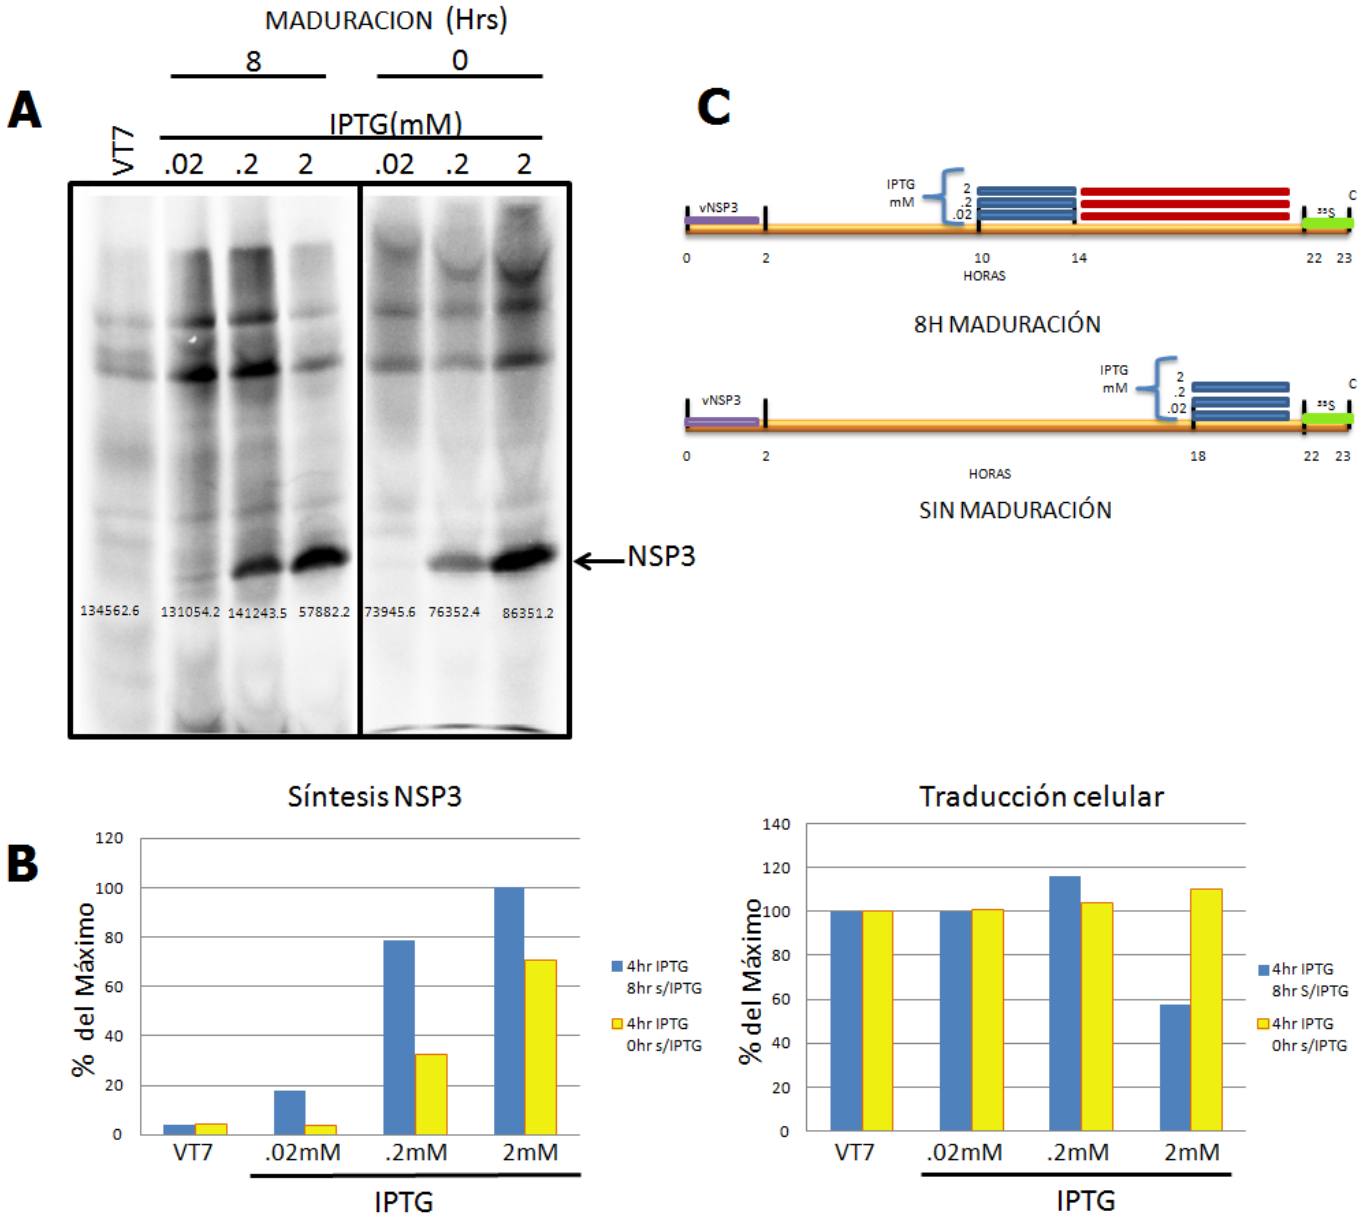 MADURACION (Hrs)
8 0
A
IPTG(mM)
VT7
.02 .2 2 .02 .2 2
NSP3
134562.6 131054.2 141243.5 57882.2 73945.6 76352.4 86351.2
C
IPTG
mM
2
.2
.02
vNSP3
³⁵S
C
0 2 10 14 22 23
HORAS
8H MADURACIÓN
IPTG
mM
2
.2
.02
vNSP3
³⁵S
C
0 2 18 22 23
HORAS
SIN MADURACIÓN
B
Síntesis NSP3
% del Máximo
120
100
80
60
40
20
0
VT7 .02mM .2mM 2mM
IPTG
4hr IPTG
8hr s/IPTG
4hr IPTG
0hr s/IPTG
Traducción celular
% del Máximo
140
120
100
80
60
40
20
0
VT7 .02mM .2mM 2mM
IPTG
4hr IPTG
8hr S/IPTG
4hr IPTG
0hr s/IPTG